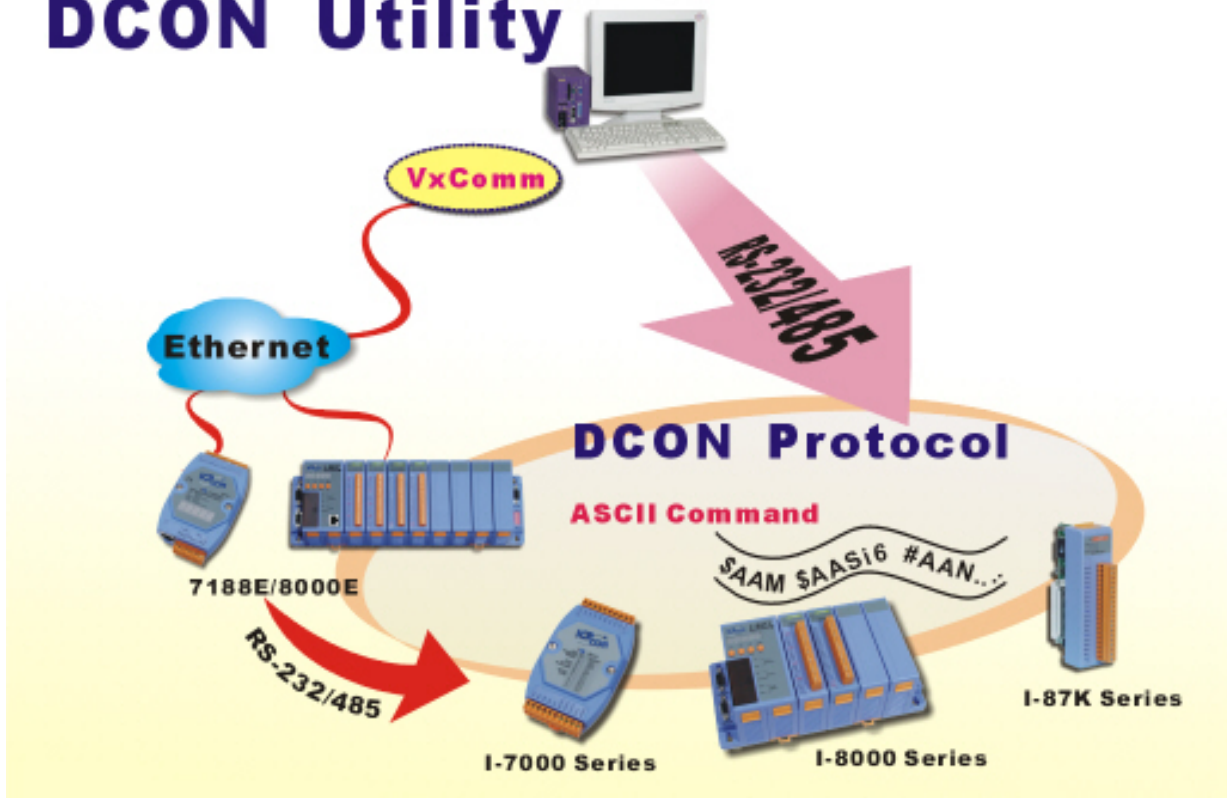 DCON Utility
VxComm
RS-232/485
Ethernet
DCON Protocol
ASCII Command
$AAM $AASi6 #AAN...
7188E/8000E
RS-232/485
I-7000 Series
I-8000 Series
I-87K Series